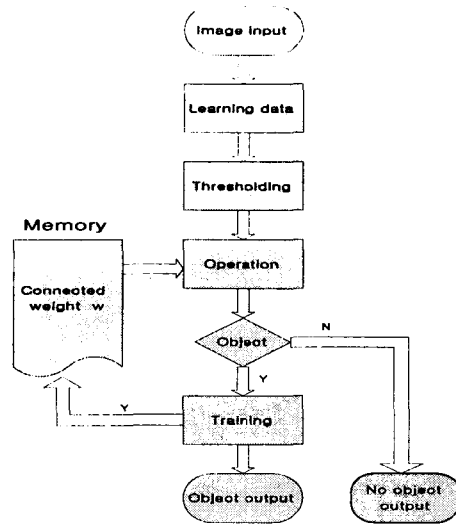 Image input
Learning data
Thresholding
Memory
Operation
Connected
weight w
Object
N
Y
Y
Training
Object output
No object
output